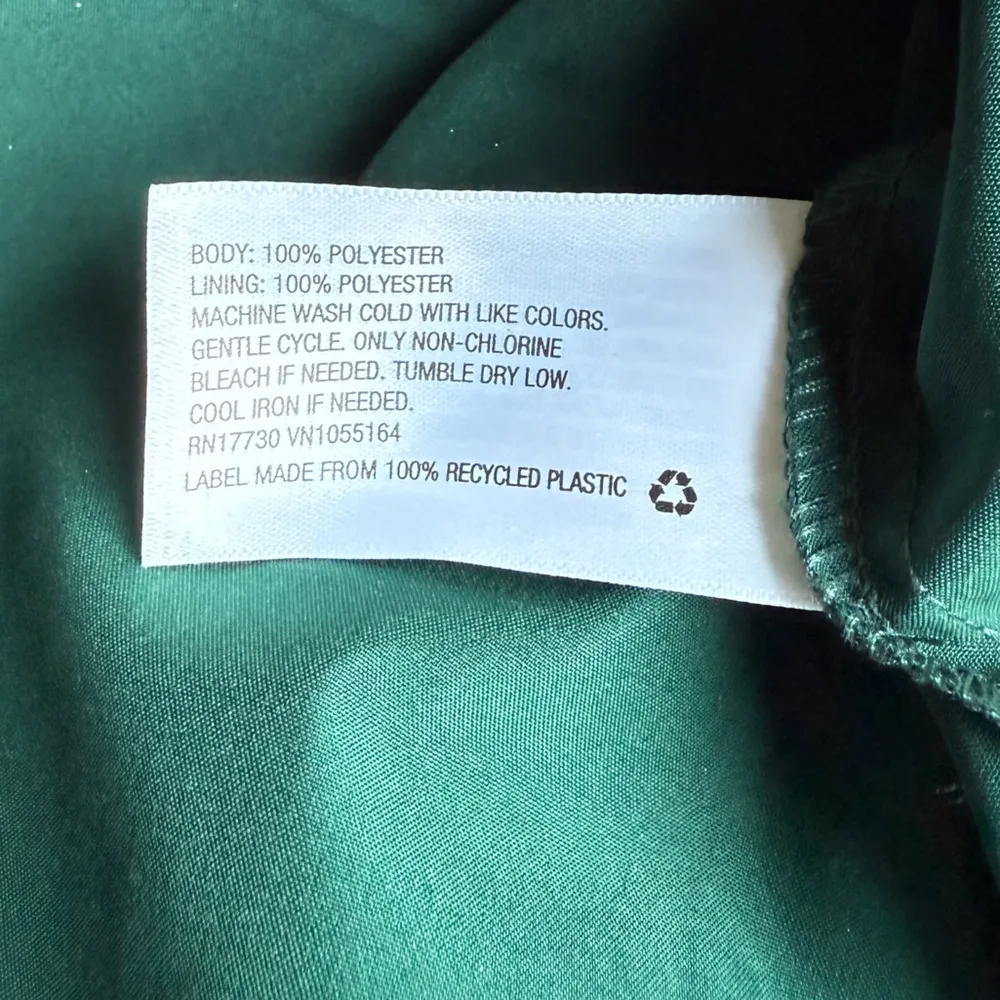 BODY: 100% POLYESTER
LINING: 100% POLYESTER
MACHINE WASH COLD WITH LIKE COLORS.
GENTLE CYCLE. ONLY NON-CHLORINE
BLEACH IF NEEDED. TUMBLE DRY LOW.
COOL IRON IF NEEDED.
RN17730 VN1055164
LABEL MADE FROM 100% RECYCLED PLASTIC